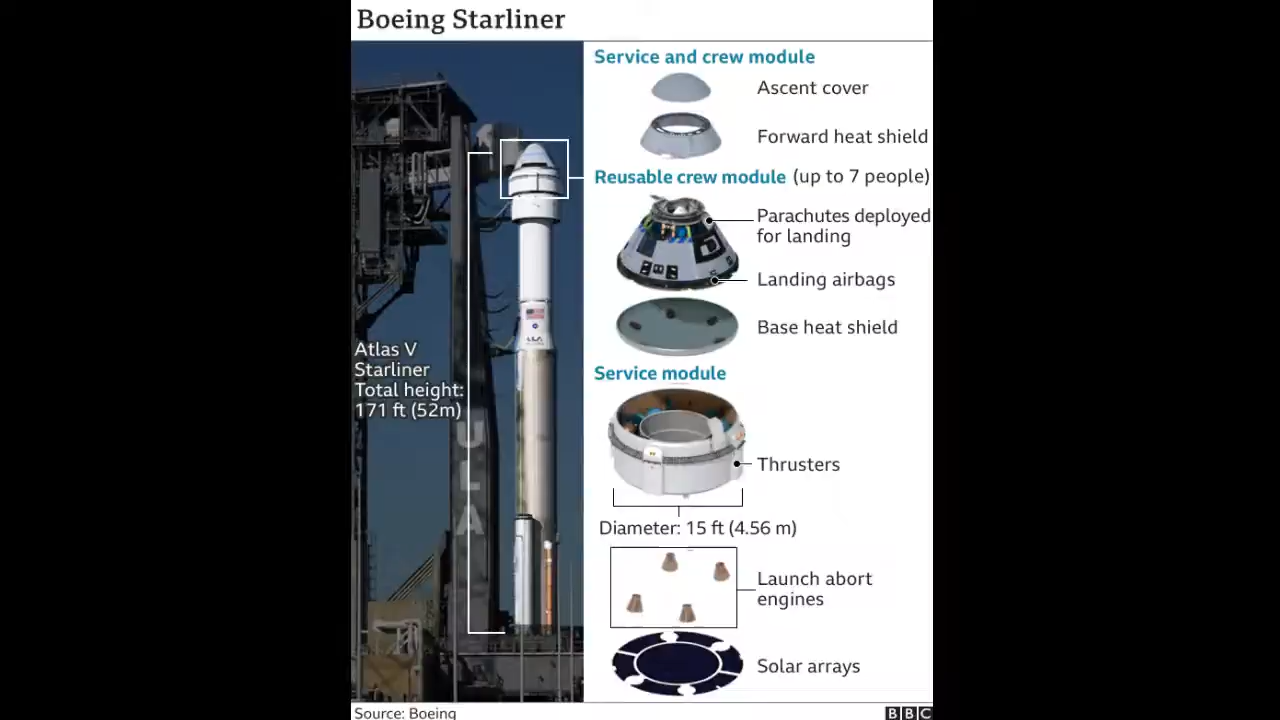 Boeing Starliner
Service and crew module
Ascent cover
Forward heat shield
Reusable crew module (up to 7 people)
Parachutes deployed
for landing
Landing airbags
Base heat shield
Atlas V
Starliner
Total height:
171 ft (52m)
ULA
Service module
Thrusters
Diameter: 15 ft (4.56 m)
Launch abort
engines
Solar arrays
Source: Boeing
BBC